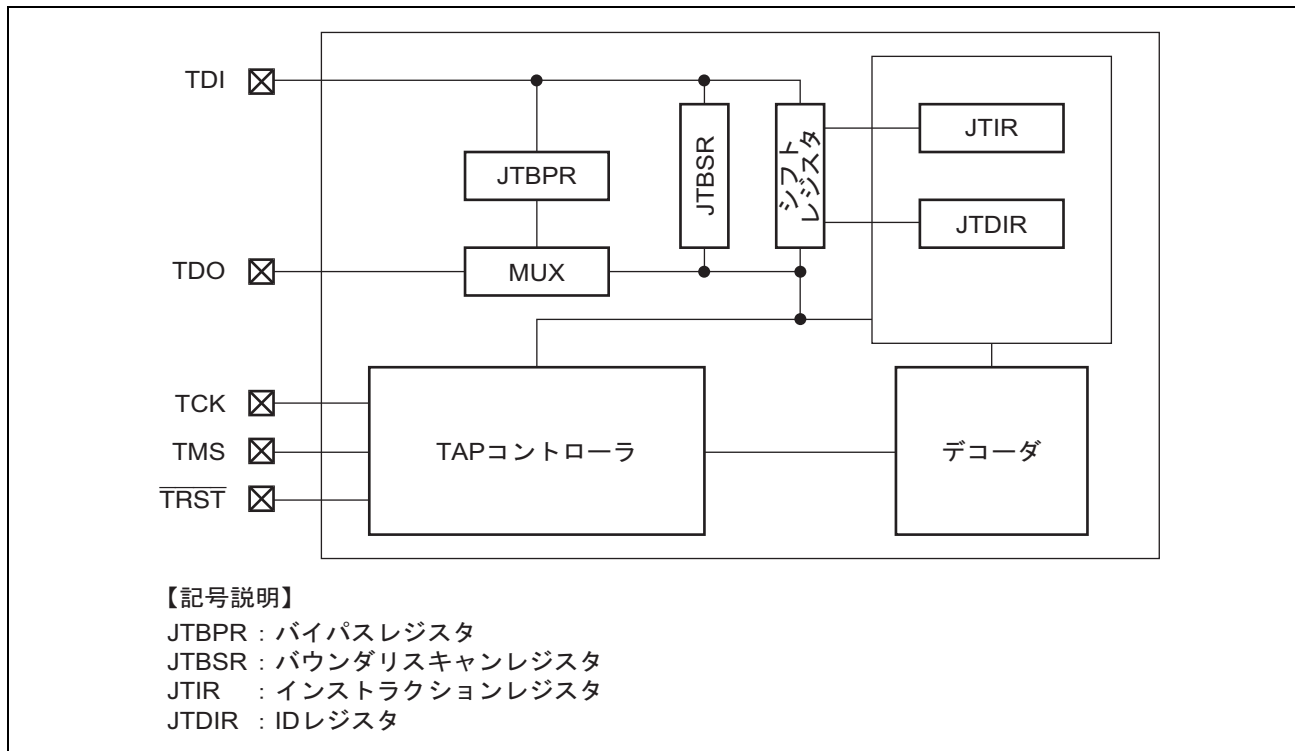 TDI
JTBPR
JTBSR
シフト
レジスタ
JTIR
JTDIR
TDO
MUX
TCK
TMS
TRST
TAPコントローラ
デコーダ
【記号説明】
JTBPR : バイパスレジスタ
JTBSR : バウンダリスキャンレジスタ
JTIR : インストラクションレジスタ
JTDIR : IDレジスタ